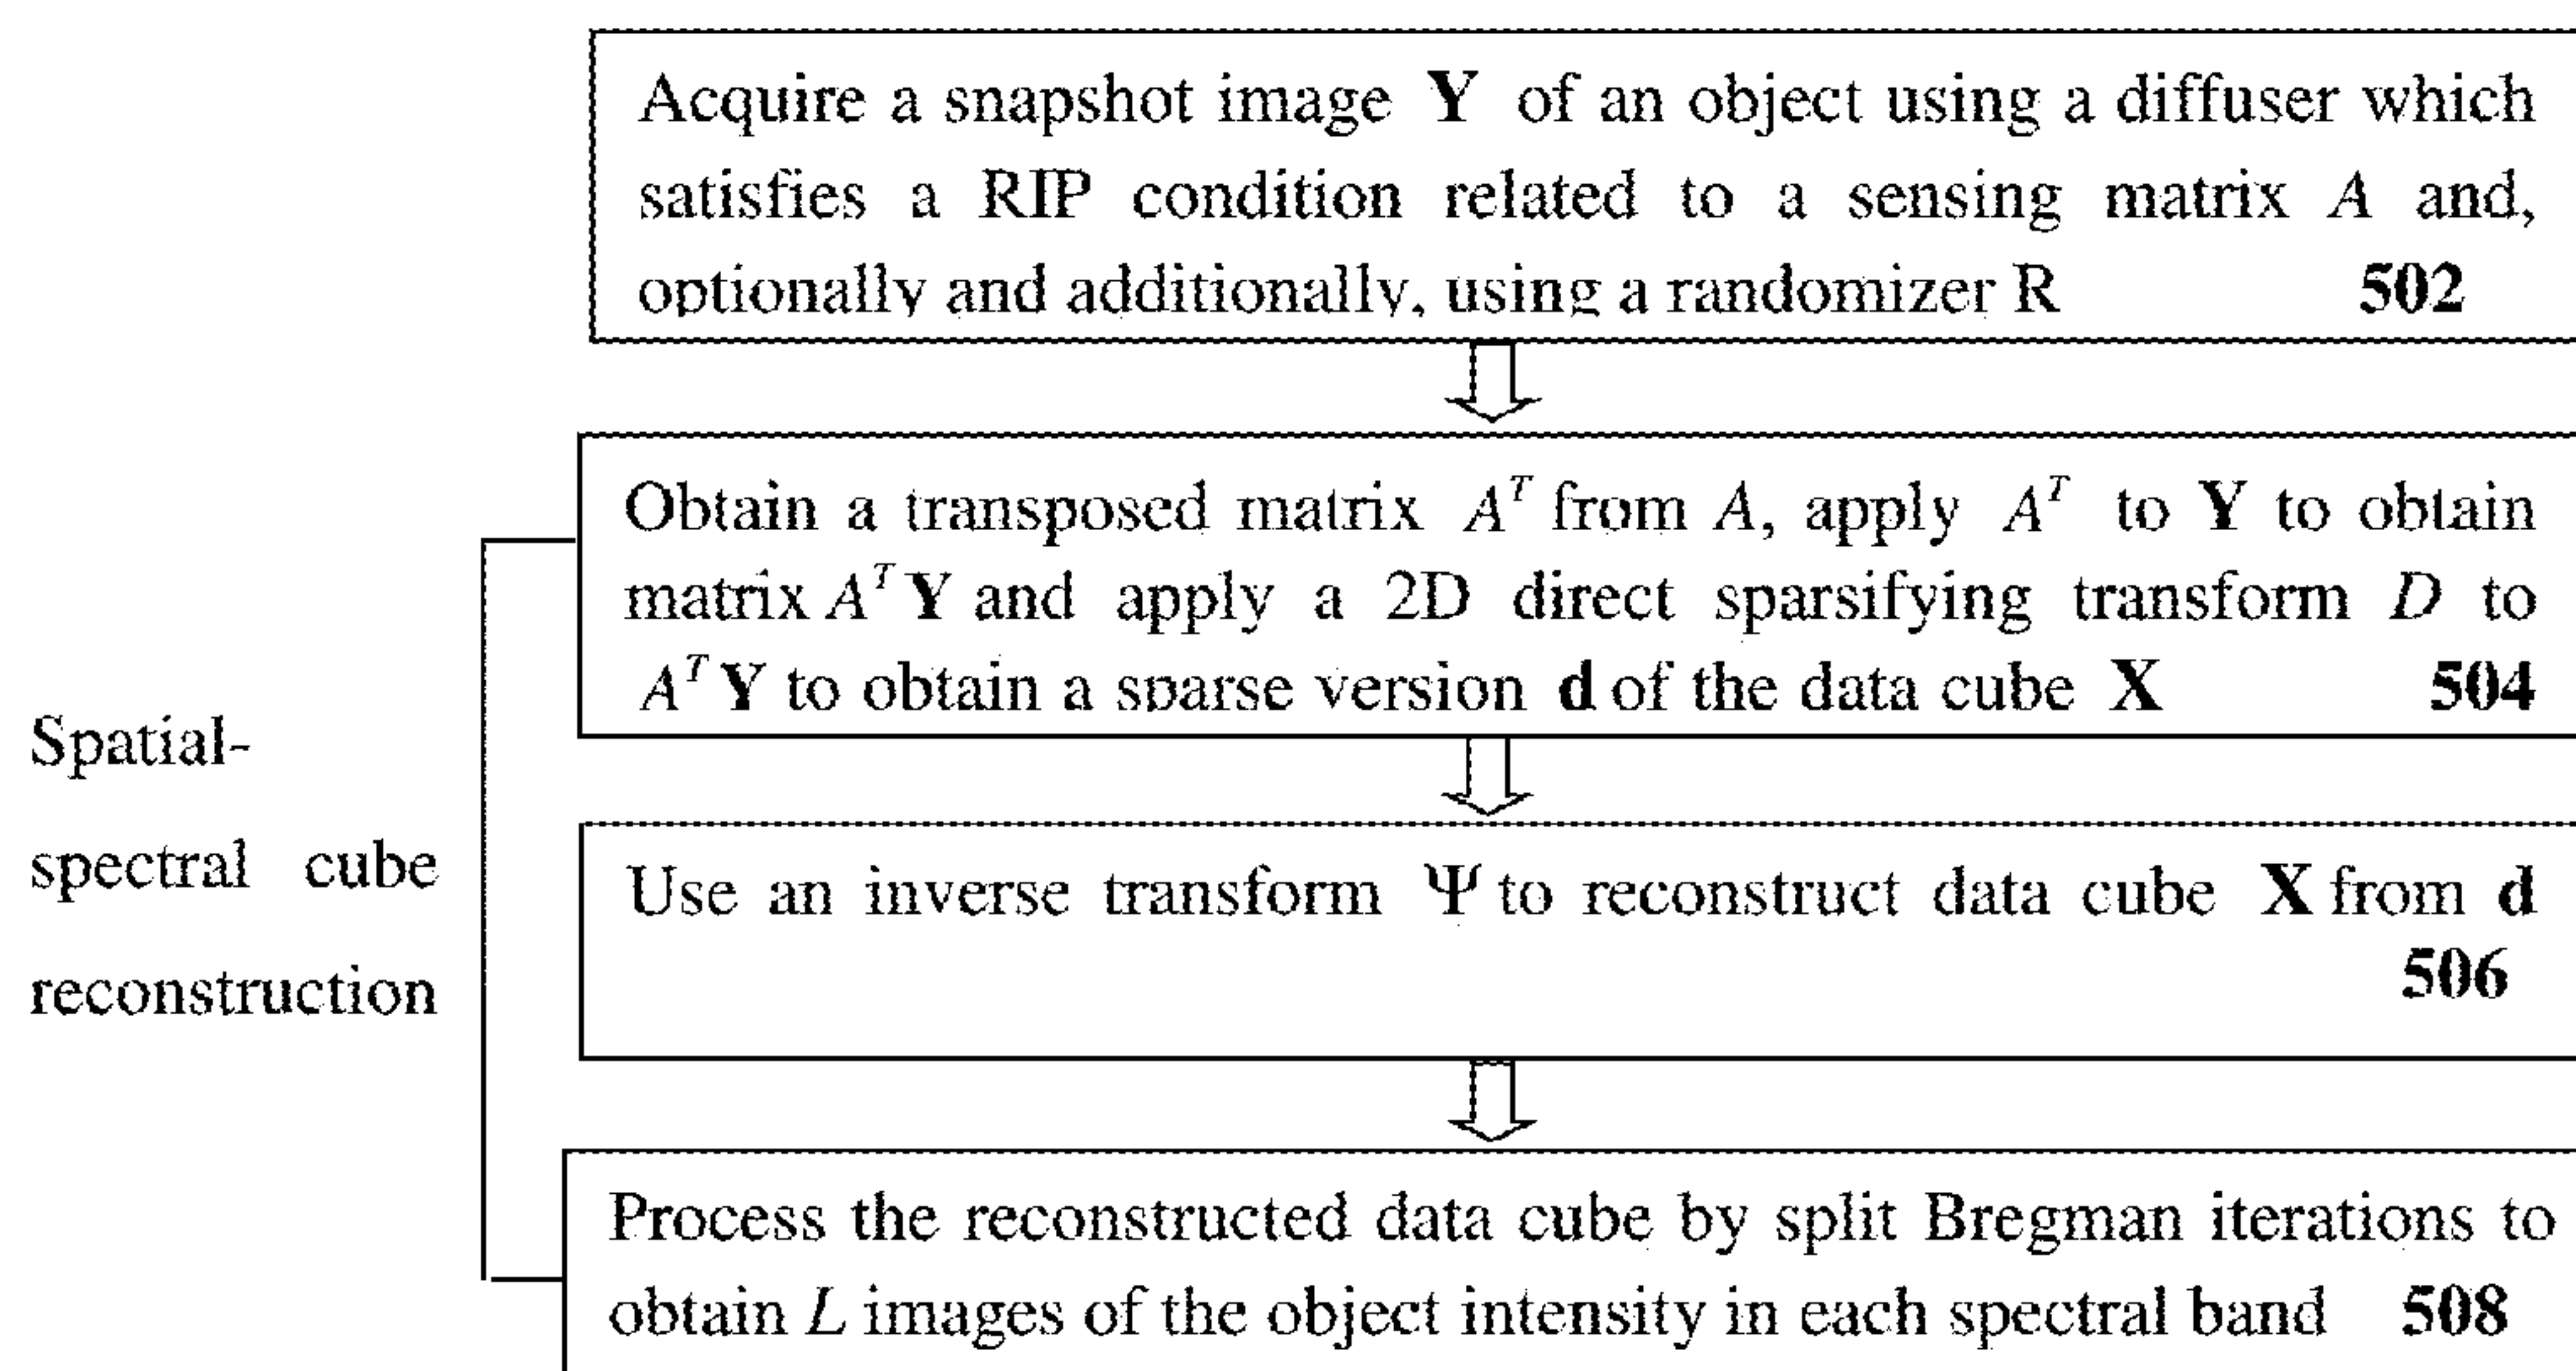 Acquire a snapshot image Y of an object using a diffuser which
satisfies a RIP condition related to a sensing matrix A and,
optionally and additionally, using a randomizer R 502
Obtain a transposed matrix Aᵀ from A, apply Aᵀ to Y to obtain
matrix Aᵀ Y and apply a 2D direct sparsifying transform D to
Aᵀ Y to obtain a sparse version d of the data cube X 504
Spatial-
spectral cube
reconstruction
Use an inverse transform Ψ to reconstruct data cube X from d
506
Process the reconstructed data cube by split Bregman iterations to
obtain L images of the object intensity in each spectral band 508